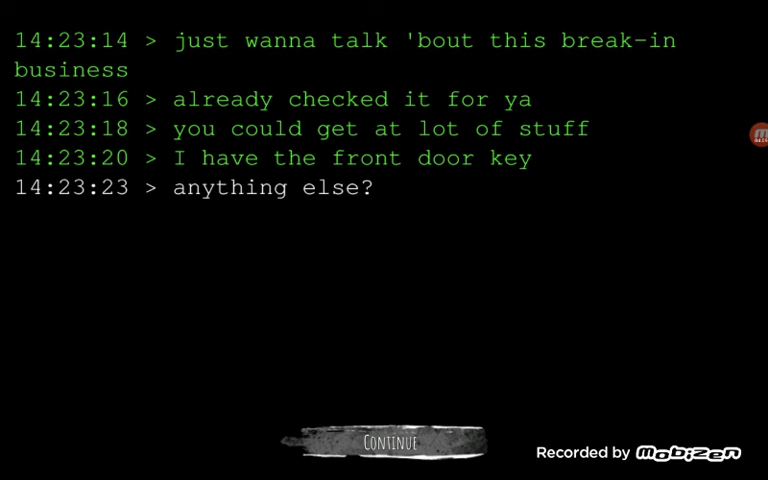 14:23:14 > just wanna talk 'bout this break-in
business
14:23:16 > already checked it for ya
14:23:18 > you could get at lot of stuff
14:23:20 > I have the front door key
14:23:23 > anything else?
Continue
Recorded by mobizen